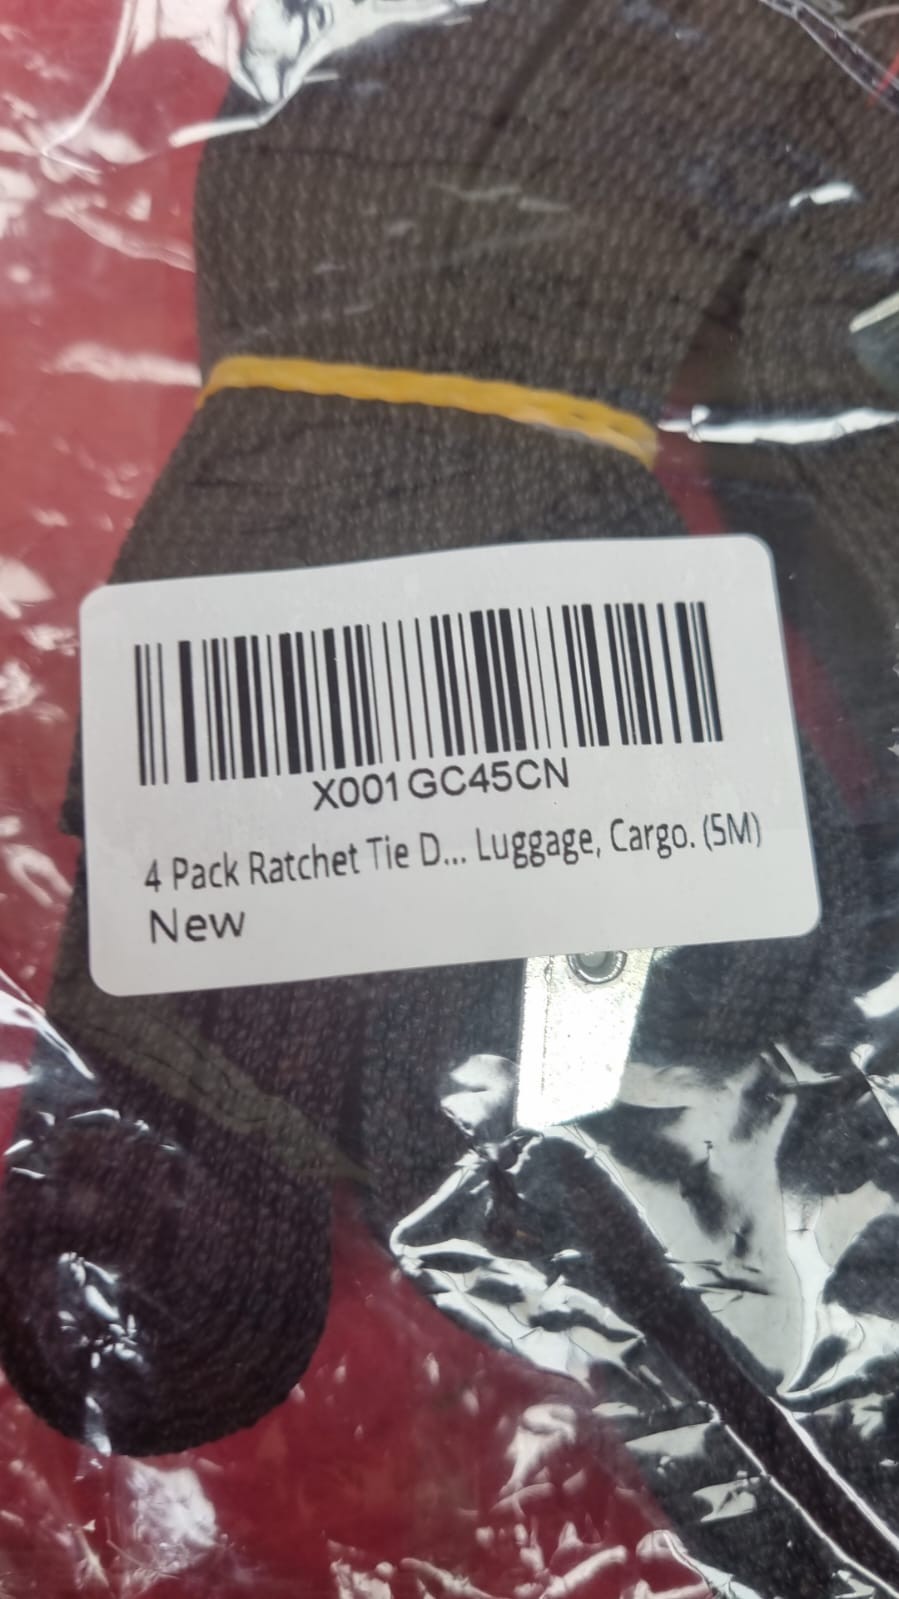 X001GC45CN
4 Pack Ratchet Tie D... Luggage, Cargo. (5M)
New